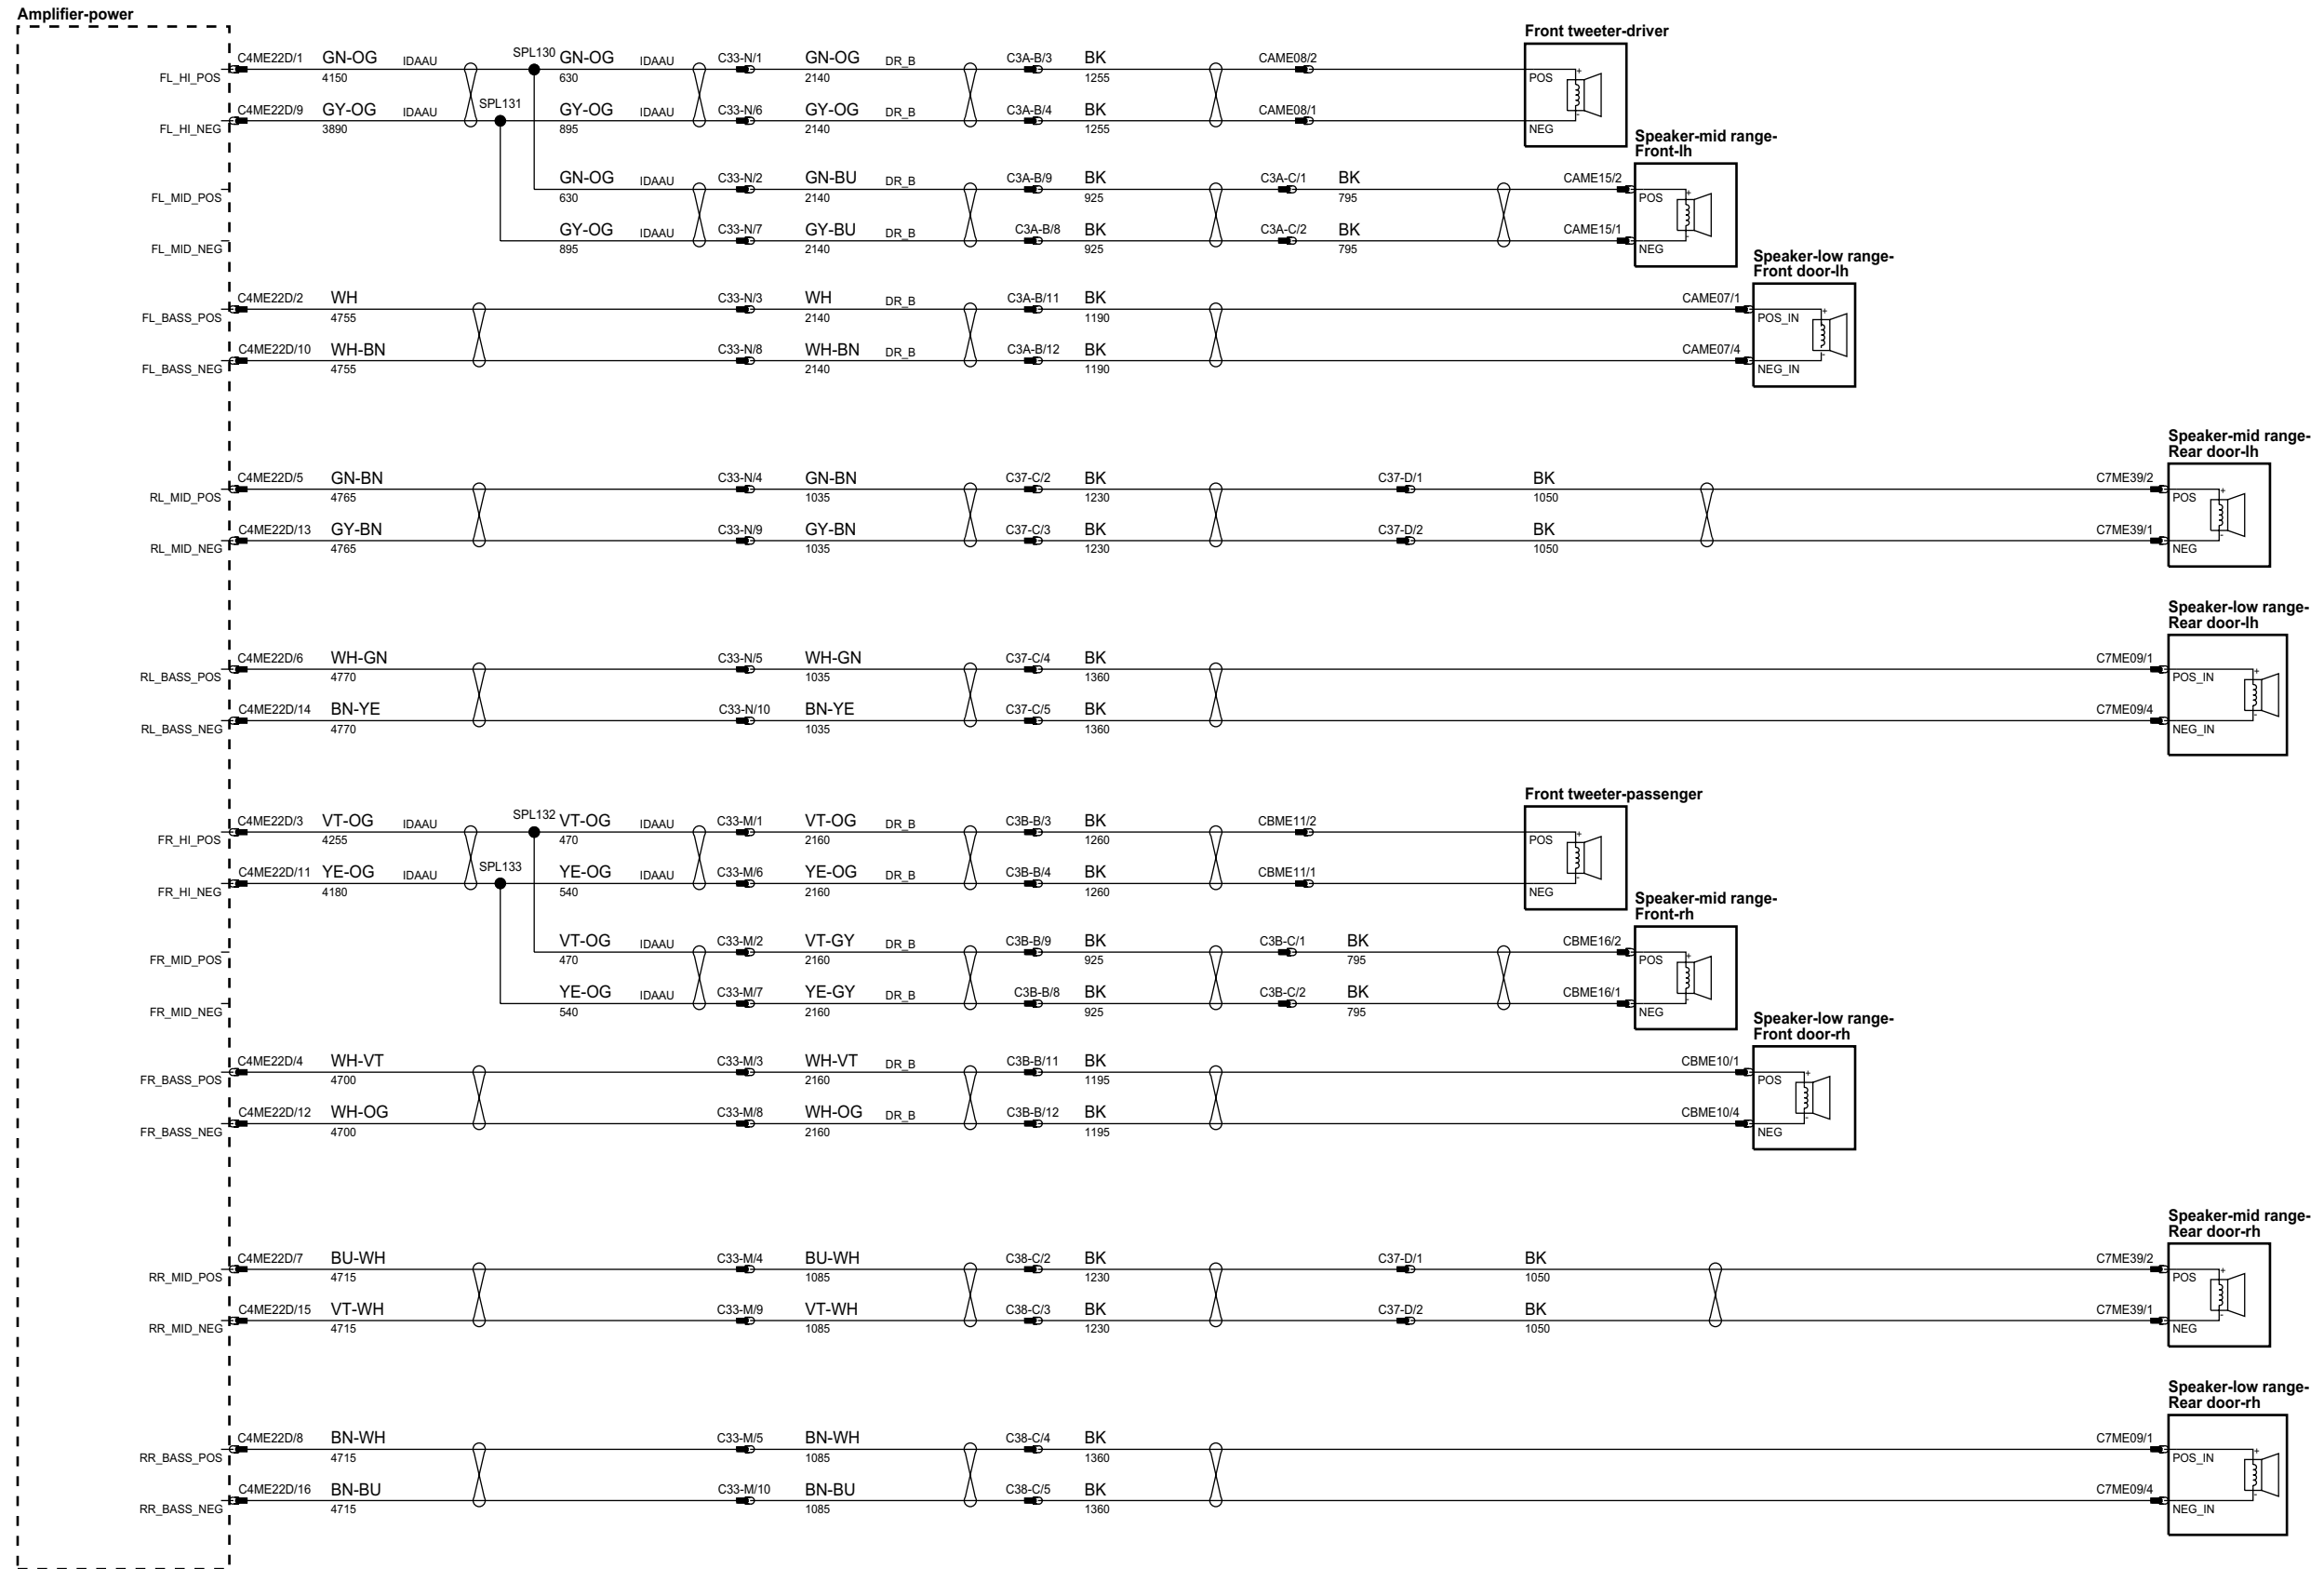 Amplifier-power
Front tweeter-driver
C4ME22D/1 GN-OG IDAAU SPL130 GN-OG IDAAU C33-N/1 GN-OG DR_B C3A-B/3 BK CAME08/2
FL_HI_POS 4150 630 2140 1255 POS + -
C4ME22D/9 GY-OG IDAAU SPL131 GY-OG IDAAU C33-N/6 GY-OG DR_B C3A-B/4 BK CAME08/1
FL_HI_NEG 3890 895 2140 1255 NEG
Speaker-mid range-
Front-lh
GN-OG IDAAU C33-N/2 GN-BU DR_B C3A-B/9 BK C3A-C/1 BK CAME15/2
FL_MID_POS 630 2140 925 795 POS + -
GY-OG IDAAU C33-N/7 GY-BU DR_B C3A-B/8 BK C3A-C/2 BK CAME15/1
FL_MID_NEG 895 2140 925 795 NEG
Speaker-low range-
Front door-lh
C4ME22D/2 WH C33-N/3 WH DR_B C3A-B/11 BK CAME07/1
FL_BASS_POS 4755 2140 1190 POS_IN + -
C4ME22D/10 WH-BN C33-N/8 WH-BN DR_B C3A-B/12 BK CAME07/4
FL_BASS_NEG 4755 2140 1190 NEG_IN
Speaker-mid range-
Rear door-lh
C4ME22D/5 GN-BN C33-N/4 GN-BN C37-C/2 BK C37-D/1 BK C7ME39/2
RL_MID_POS 4765 1035 1230 1050 POS + -
C4ME22D/13 GY-BN C33-N/9 GY-BN C37-C/3 BK C37-D/2 BK C7ME39/1
RL_MID_NEG 4765 1035 1230 1050 NEG
Speaker-low range-
Rear door-lh
C4ME22D/6 WH-GN C33-N/5 WH-GN C37-C/4 BK C7ME09/1
RL_BASS_POS 4770 1035 1360 POS_IN + -
C4ME22D/14 BN-YE C33-N/10 BN-YE C37-C/5 BK C7ME09/4
RL_BASS_NEG 4770 1035 1360 NEG_IN
Front tweeter-passenger
C4ME22D/3 VT-OG IDAAU SPL132 VT-OG IDAAU C33-M/1 VT-OG DR_B C3B-B/3 BK CBME11/2
FR_HI_POS 4255 470 2160 1260 POS + -
C4ME22D/11 YE-OG IDAAU SPL133 YE-OG IDAAU C33-M/6 YE-OG DR_B C3B-B/4 BK CBME11/1
FR_HI_NEG 4180 540 2160 1260 NEG
Speaker-mid range-
Front-rh
VT-OG IDAAU C33-M/2 VT-GY DR_B C3B-B/9 BK C3B-C/1 BK CBME16/2
FR_MID_POS 470 2160 925 795 POS + -
YE-OG IDAAU C33-M/7 YE-GY DR_B C3B-B/8 BK C3B-C/2 BK CBME16/1
FR_MID_NEG 540 2160 925 795 NEG
Speaker-low range-
Front door-rh
C4ME22D/4 WH-VT C33-M/3 WH-VT DR_B C3B-B/11 BK CBME10/1
FR_BASS_POS 4700 2160 1195 POS + -
C4ME22D/12 WH-OG C33-M/8 WH-OG DR_B C3B-B/12 BK CBME10/4
FR_BASS_NEG 4700 2160 1195 NEG
Speaker-mid range-
Rear door-rh
C4ME22D/7 BU-WH C33-M/4 BU-WH C38-C/2 BK C37-D/1 BK C7ME39/2
RR_MID_POS 4715 1085 1230 1050 POS + -
C4ME22D/15 VT-WH C33-M/9 VT-WH C38-C/3 BK C37-D/2 BK C7ME39/1
RR_MID_NEG 4715 1085 1230 1050 NEG
Speaker-low range-
Rear door-rh
C4ME22D/8 BN-WH C33-M/5 BN-WH C38-C/4 BK C7ME09/1
RR_BASS_POS 4715 1085 1360 POS_IN + -
C4ME22D/16 BN-BU C33-M/10 BN-BU C38-C/5 BK C7ME09/4
RR_BASS_NEG 4715 1085 1360 NEG_IN